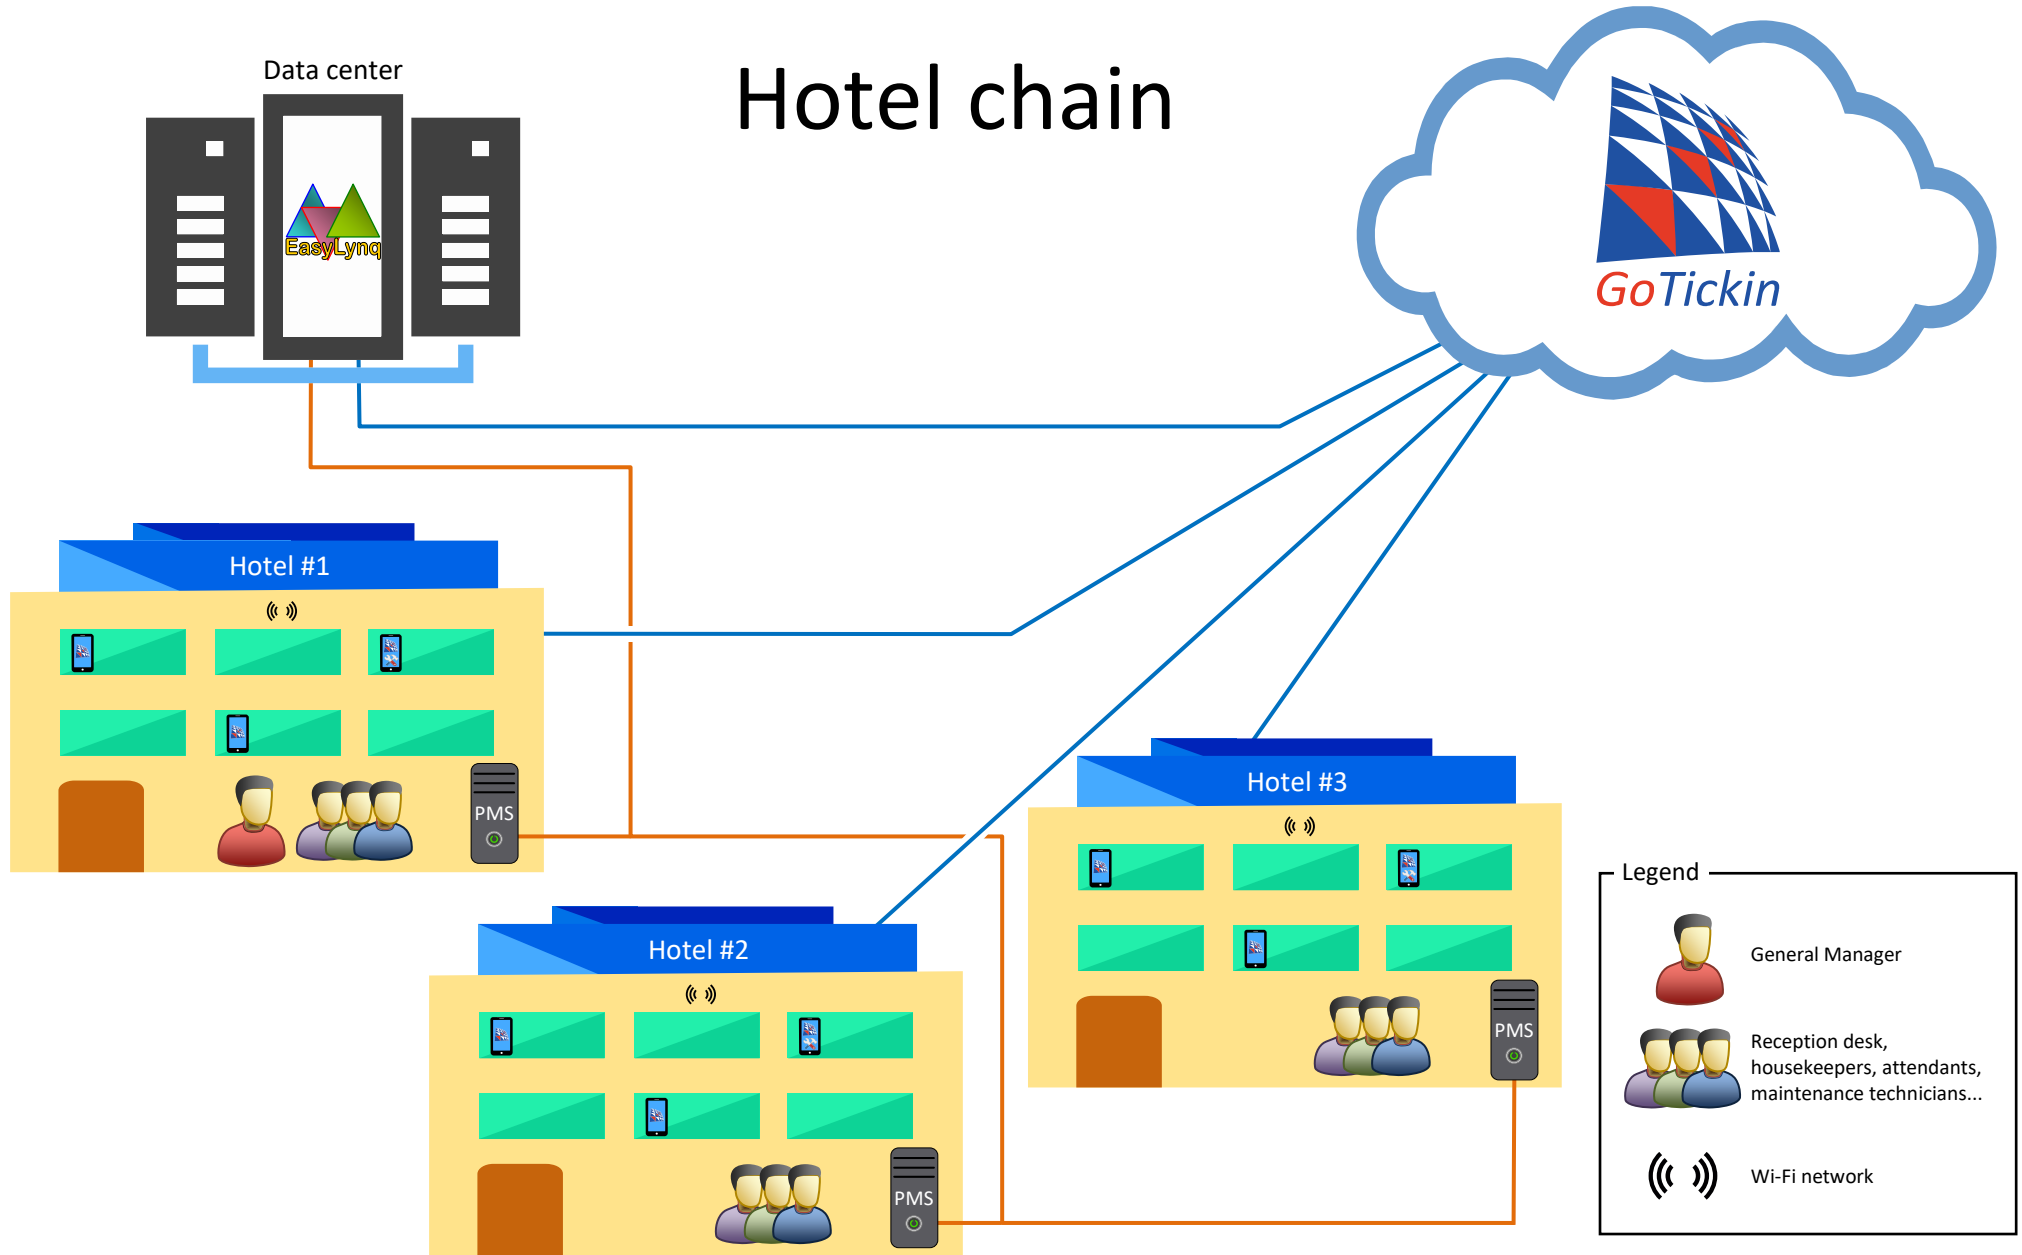 Hotel chain
Data center
EasyLynq
GoTickin
Hotel #1
PMS
Hotel #2
PMS
Hotel #3
PMS
Legend
General Manager
Reception desk,
housekeepers, attendants,
maintenance technicians...
Wi-Fi network